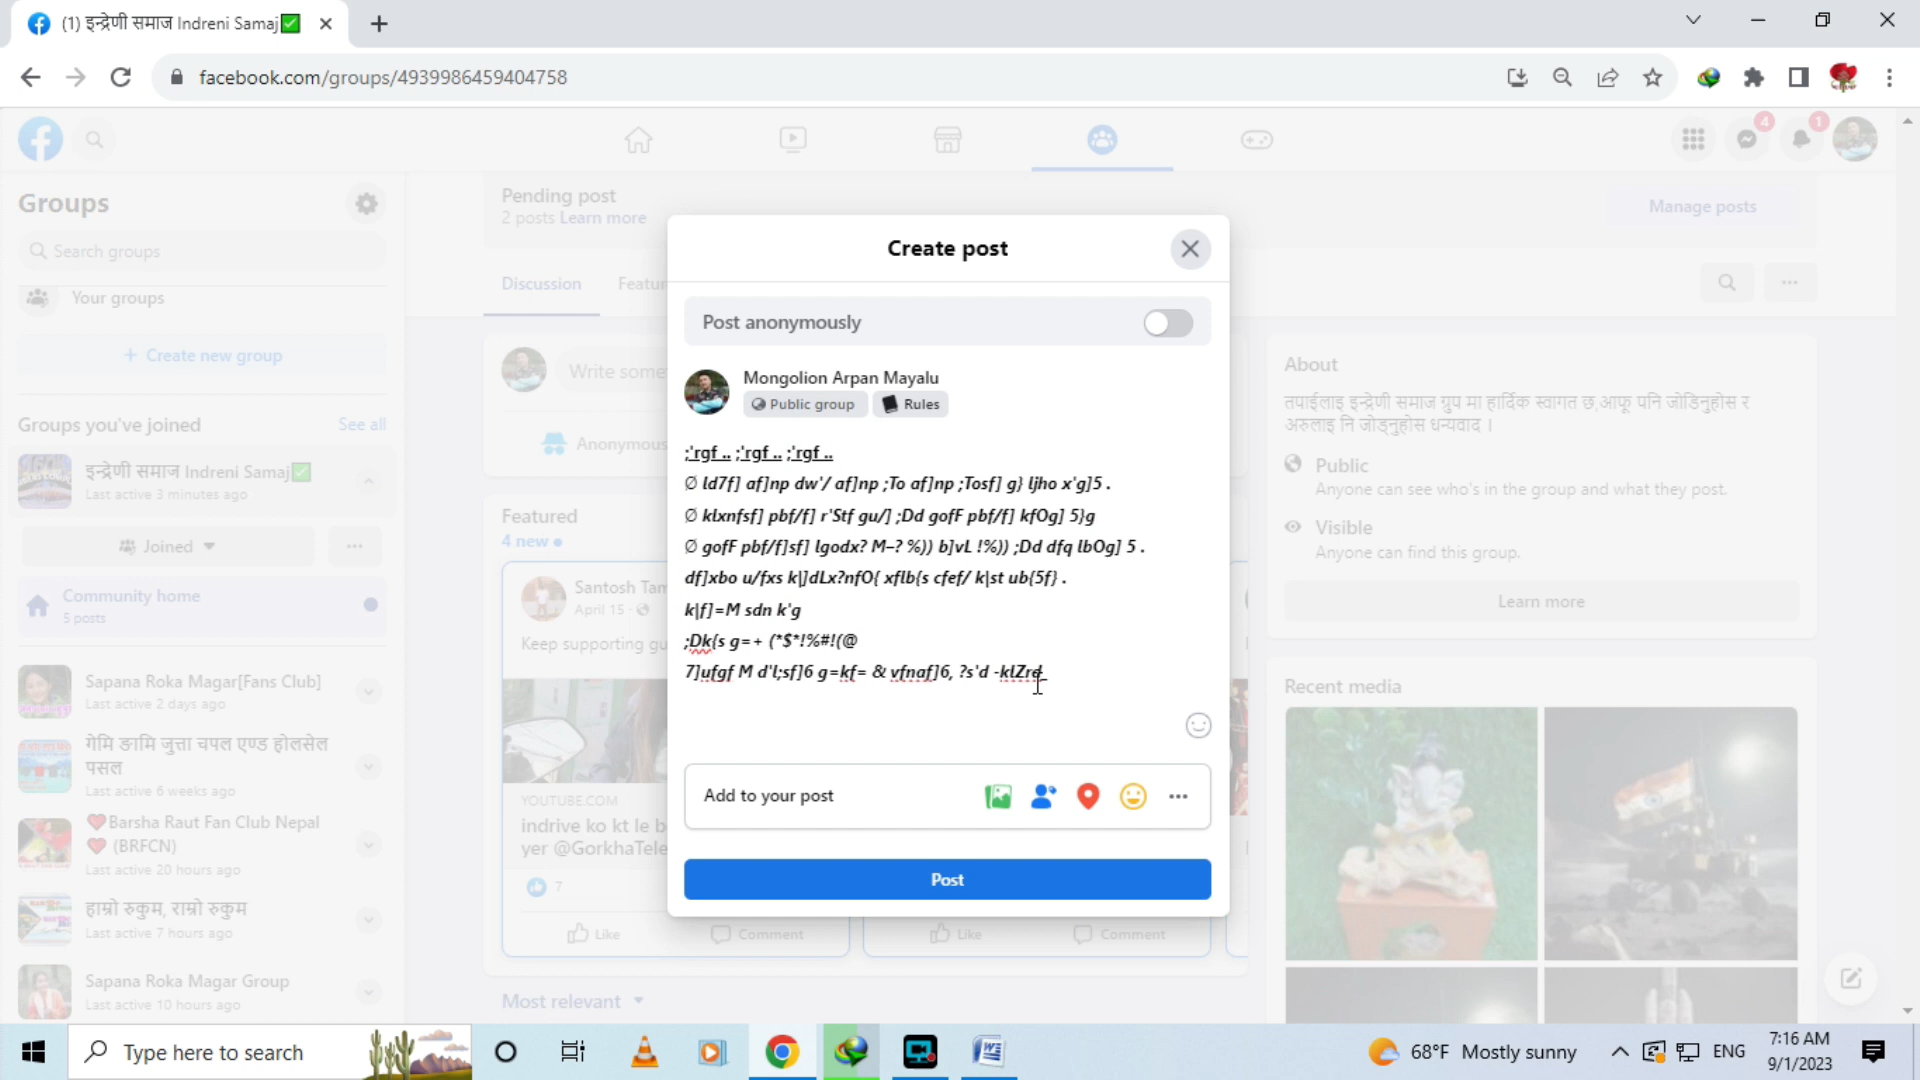 (1) इन्द्रेणी समाज Indreni Samaj✅
facebook.com/groups/4939986459404758
4
1
Groups
Search groups
Your groups
+ Create new group
Groups you've joined
See all
इन्द्रेणी समाज Indreni Samaj✅
Last active 3 minutes ago
Joined
Community home
5 posts
Sapana Roka Magar[Fans Club]
Last active 2 days ago
गेमि ङामि जुत्ता चपल एण्ड होलसेल
पसल
Last active 6 weeks ago
❤️Barsha Raut Fan Club Nepal
❤️ (BRFCN)
Last active 20 hours ago
हाम्रो रुकुम, राम्रो रुकुम
Last active 7 hours ago
Sapana Roka Magar Group
Last active 10 hours ago
Pending post
2 posts Learn more
Manage posts
Discussion
Featur
Write some
Anonymous
Featured
4 new
Santosh Tam
April 15
Keep supporting gu
YOUTUBE.COM
indrive ko kt le b
yer @GorkhaTele
7
Like
Comment
Like
Comment
Most relevant
Create post
Post anonymously
Mongolion Arpan Mayalu
Public group
Rules
;'rgf .. ;'rgf .. ;'rgf ..
Ø ld7f] af]np dw'/ af]np ;To af]np ;Tosf] g} ljho x'g]5 .
Ø klxnfsf] pbf/f] r'Stf gu/] ;Dd gofF pbf/f] kfOg] 5}g
Ø gofF pbf/f]sf] lgodx? M–? %)) b]vL !%)) ;Dd dfq lbOg] 5 .
df]xbo u/fxs k|]dLx?nfO{ xflb{s cfef/ k|st ub{5f} .
k|f]=M sdn k'g
;Dk{s g=+ (*$*!%#!(@
7]ufgf M d'l;sf]6 g=kf= & vfnaf]6, ?s'd -klZrd
Add to your post
Post
About
तपाईलाइ इन्द्रेणी समाज ग्रुप मा हार्दिक स्वागत छ,आफू पनि जोडिनुहोस र
अरुलाइ नि जोड्नुहोस धन्यवाद ।
Public
Anyone can see who's in the group and what they post.
Visible
Anyone can find this group.
Learn more
Recent media
Type here to search
68°F Mostly sunny
ENG
7:16 AM
9/1/2023